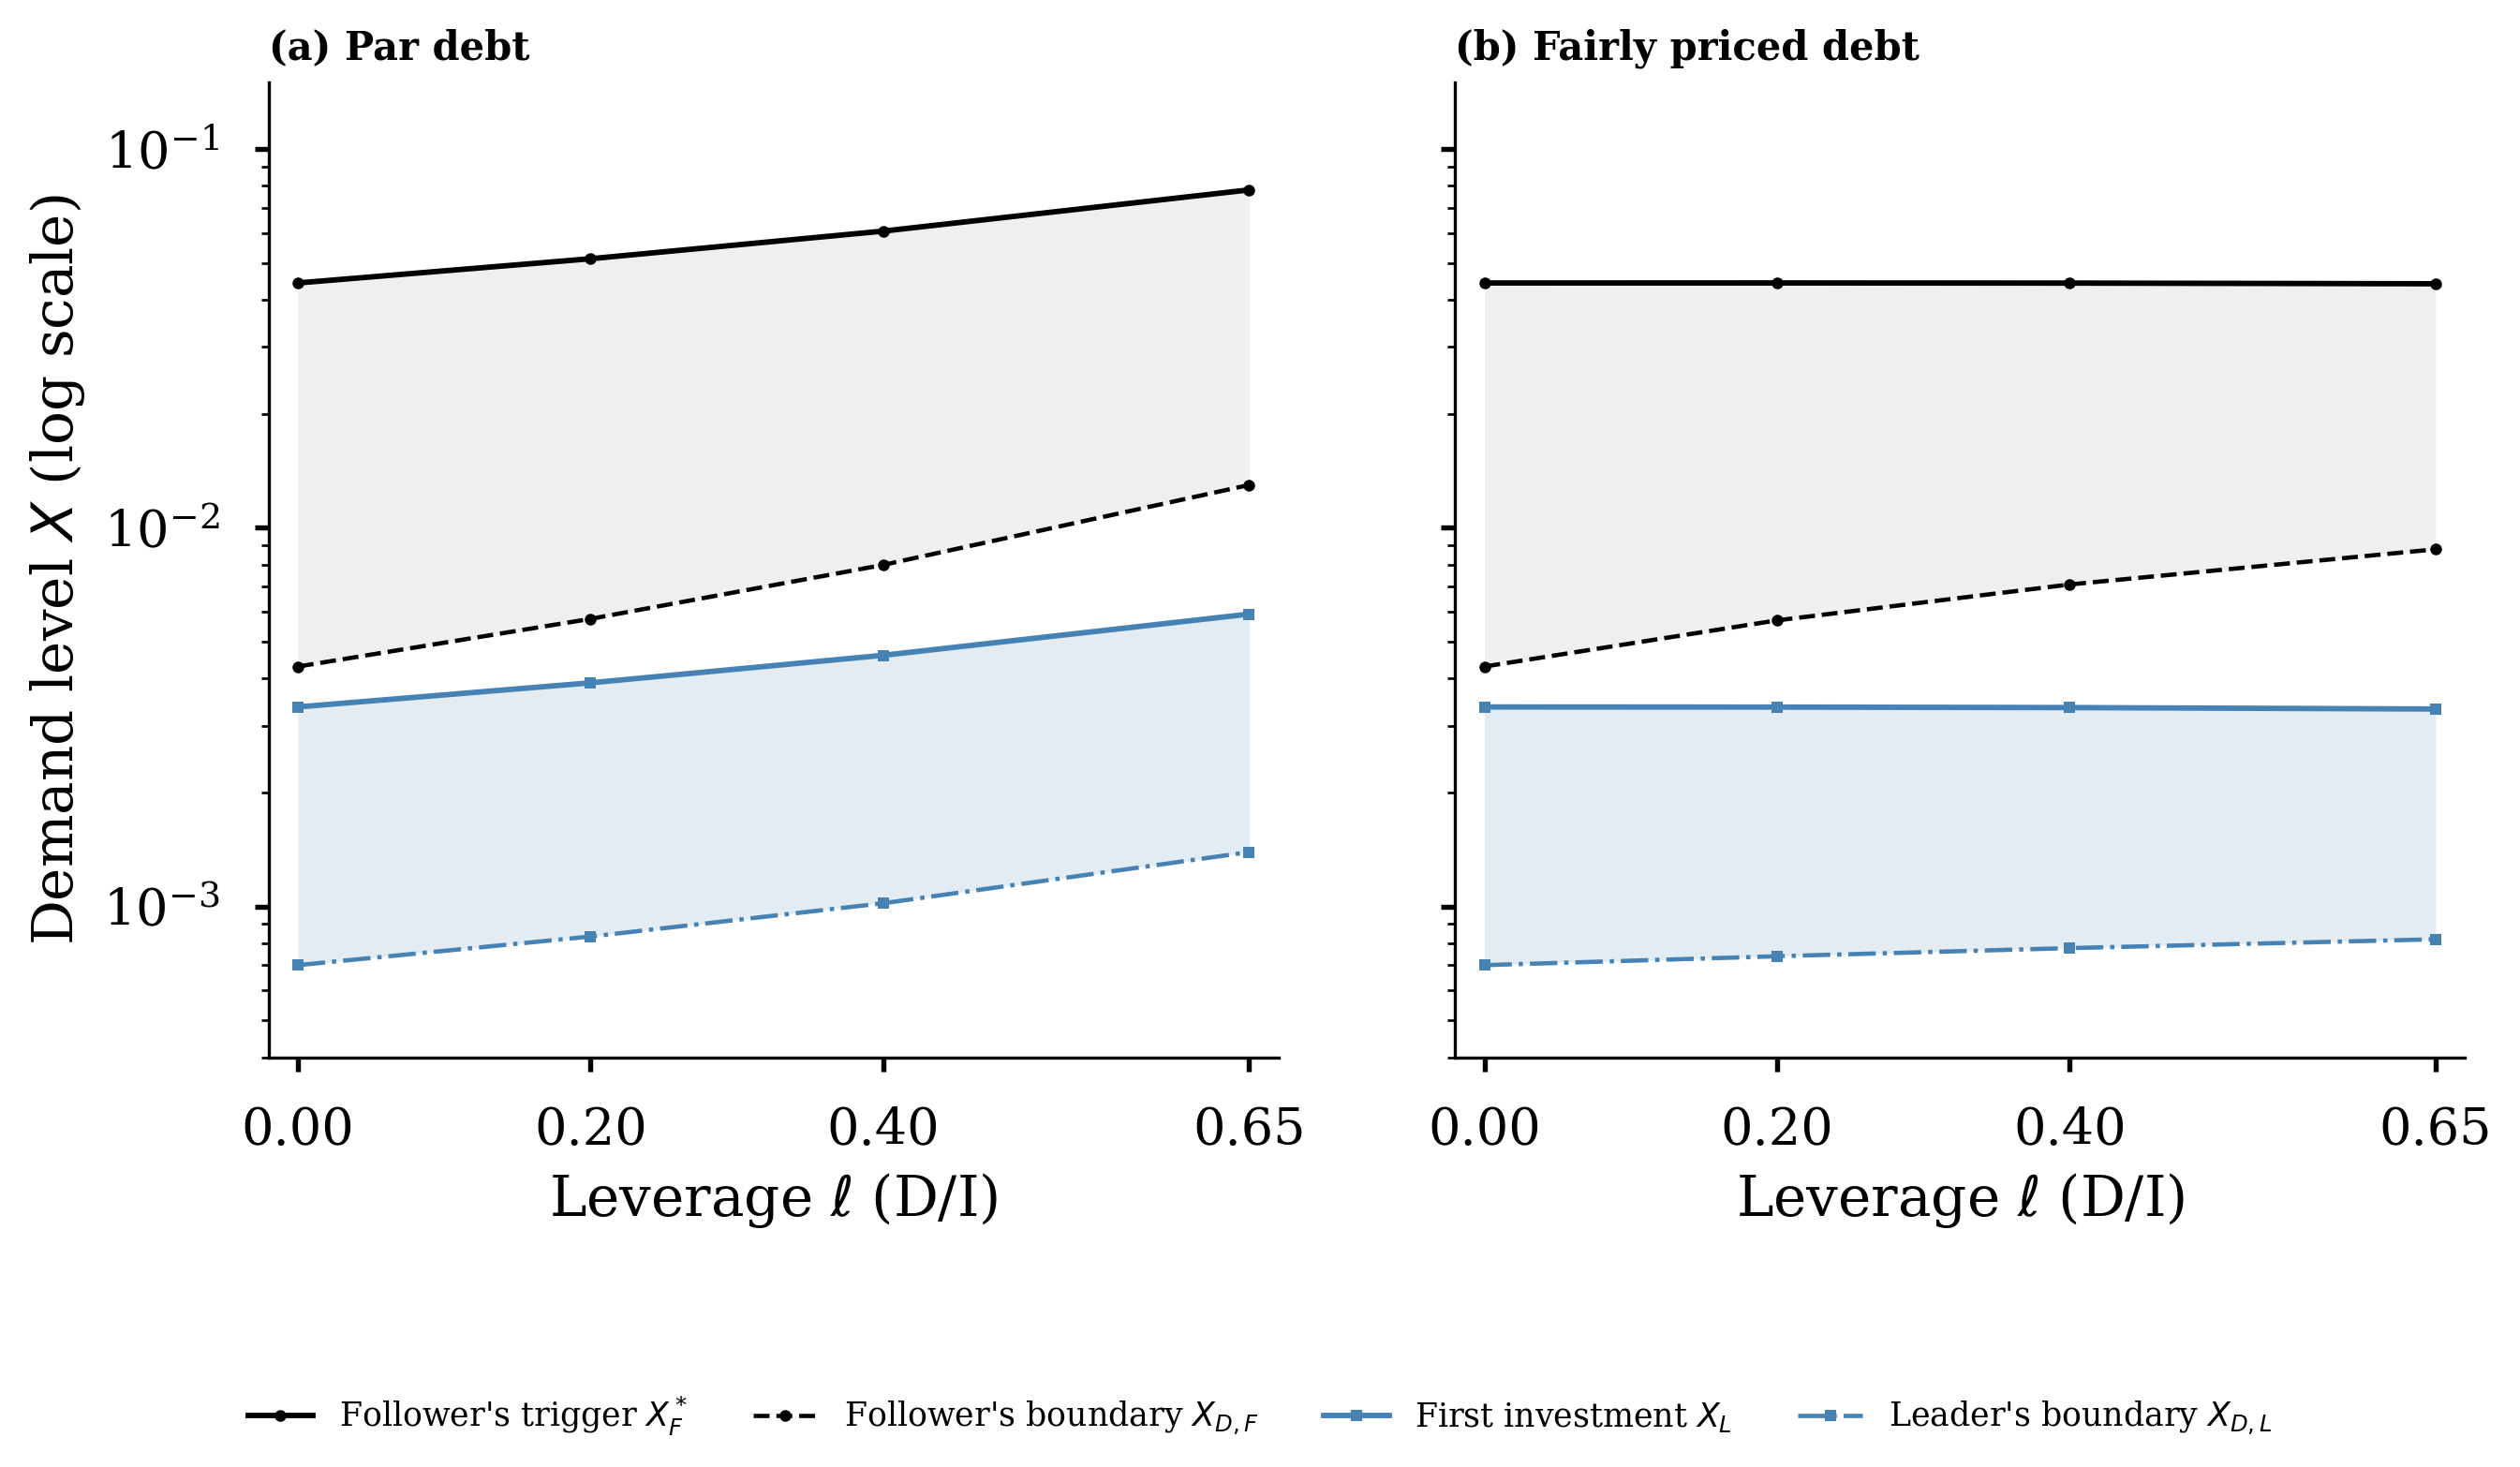 (a) Par debt
(b) Fairly priced debt
Demand level X (log scale)
10⁻¹
10⁻²
10⁻³
0.00 0.20 0.40 0.65
0.00 0.20 0.40 0.65
Leverage ℓ (D/I)
Leverage ℓ (D/I)
Follower's trigger X*_F
Follower's boundary X_{D,F}
First investment X_L
Leader's boundary X_{D,L}